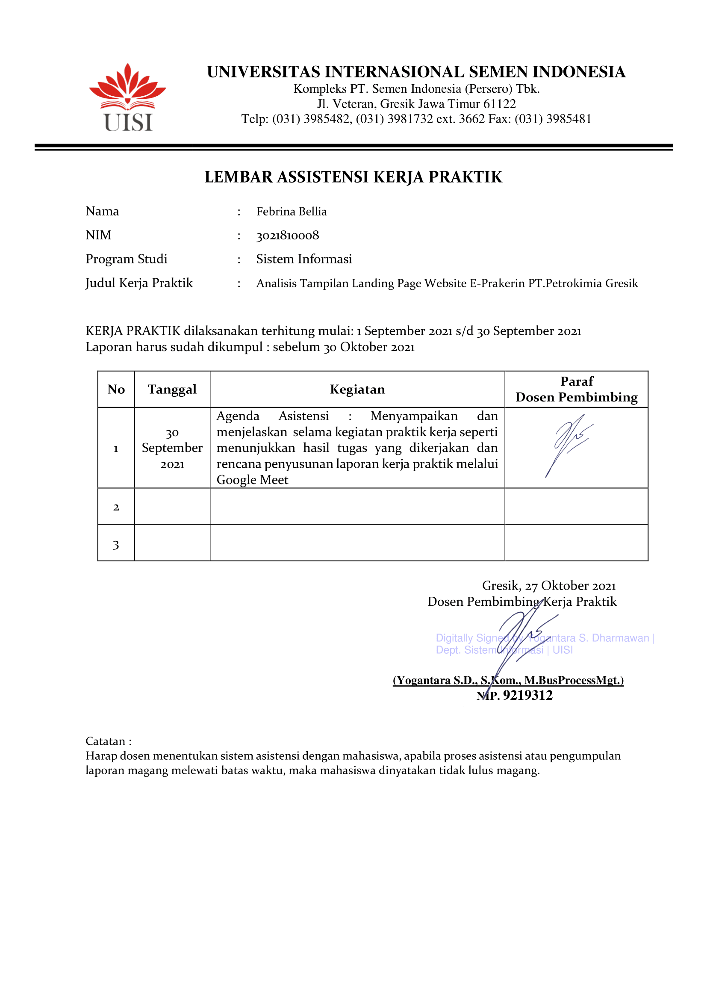 UISI
UNIVERSITAS INTERNASIONAL SEMEN INDONESIA
Kompleks PT. Semen Indonesia (Persero) Tbk.
Jl. Veteran, Gresik Jawa Timur 61122
Telp: (031) 3985482, (031) 3981732 ext. 3662 Fax: (031) 3985481
LEMBAR ASSISTENSI KERJA PRAKTIK
Nama : Febrina Bellia
NIM : 3021810008
Program Studi : Sistem Informasi
Judul Kerja Praktik : Analisis Tampilan Landing Page Website E-Prakerin PT.Petrokimia Gresik
KERJA PRAKTIK dilaksanakan terhitung mulai: 1 September 2021 s/d 30 September 2021
Laporan harus sudah dikumpul : sebelum 30 Oktober 2021
No Tanggal Kegiatan Paraf
Dosen Pembimbing
1
30
September
2021
Agenda Asistensi : Menyampaikan dan
menjelaskan selama kegiatan praktik kerja seperti
menunjukkan hasil tugas yang dikerjakan dan
rencana penyusunan laporan kerja praktik melalui
Google Meet
2
3
Gresik, 27 Oktober 2021
Dosen Pembimbing Kerja Praktik
Digitally Signed by Yogantara S. Dharmawan |
Dept. Sistem Informasi | UISI
(Yogantara S.D., S.Kom., M.BusProcessMgt.)
NIP. 9219312
Catatan :
Harap dosen menentukan sistem asistensi dengan mahasiswa, apabila proses asistensi atau pengumpulan
laporan magang melewati batas waktu, maka mahasiswa dinyatakan tidak lulus magang.